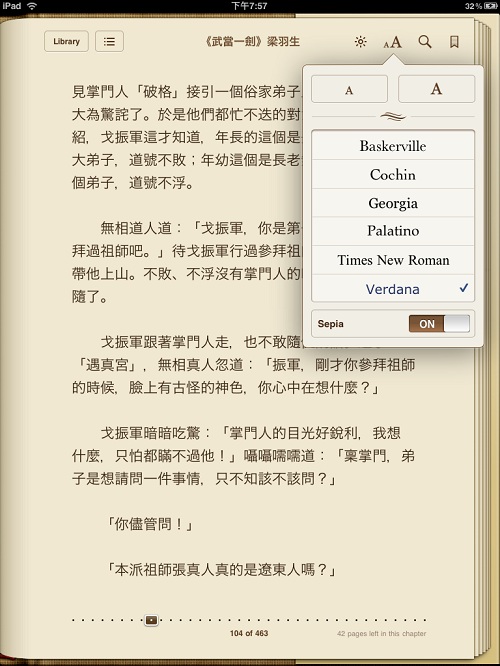 iPad
下午7:57
32%
Library
《武當一劍》梁羽生
AA
A
A
Baskerville
Cochin
Georgia
Palatino
Times New Roman
Verdana
Sepia
ON
見掌門人「破格」接引一個俗家弟子
大為驚詫了。於是他們都忙不迭的對
紹，戈振軍這才知道，年長的這個是
大弟子，道號不敗；年幼這個是長老
個弟子，道號不浮。
無相道人道：「戈振軍，你是第
拜過祖師吧。」待戈振軍行過參拜祖
帶他上山。不敗、不浮沒有掌門人的
隨了。
戈振軍跟著掌門人走，也不敢隨
「遇真宮」，無相真人忽道：「振軍，剛才你參拜祖師
的時候，臉上有古怪的神色，你心中在想什麼？」
戈振軍暗暗吃驚：「掌門人的目光好銳利，我想
什麼，只怕都瞞不過他！」囁囁嚅嚅道：「稟掌門，弟
子是想請問一件事情，只不知該不該問？」
「你儘管問！」
「本派祖師張真人真的是遼東人嗎？」
104 of 463
42 pages left in this chapter